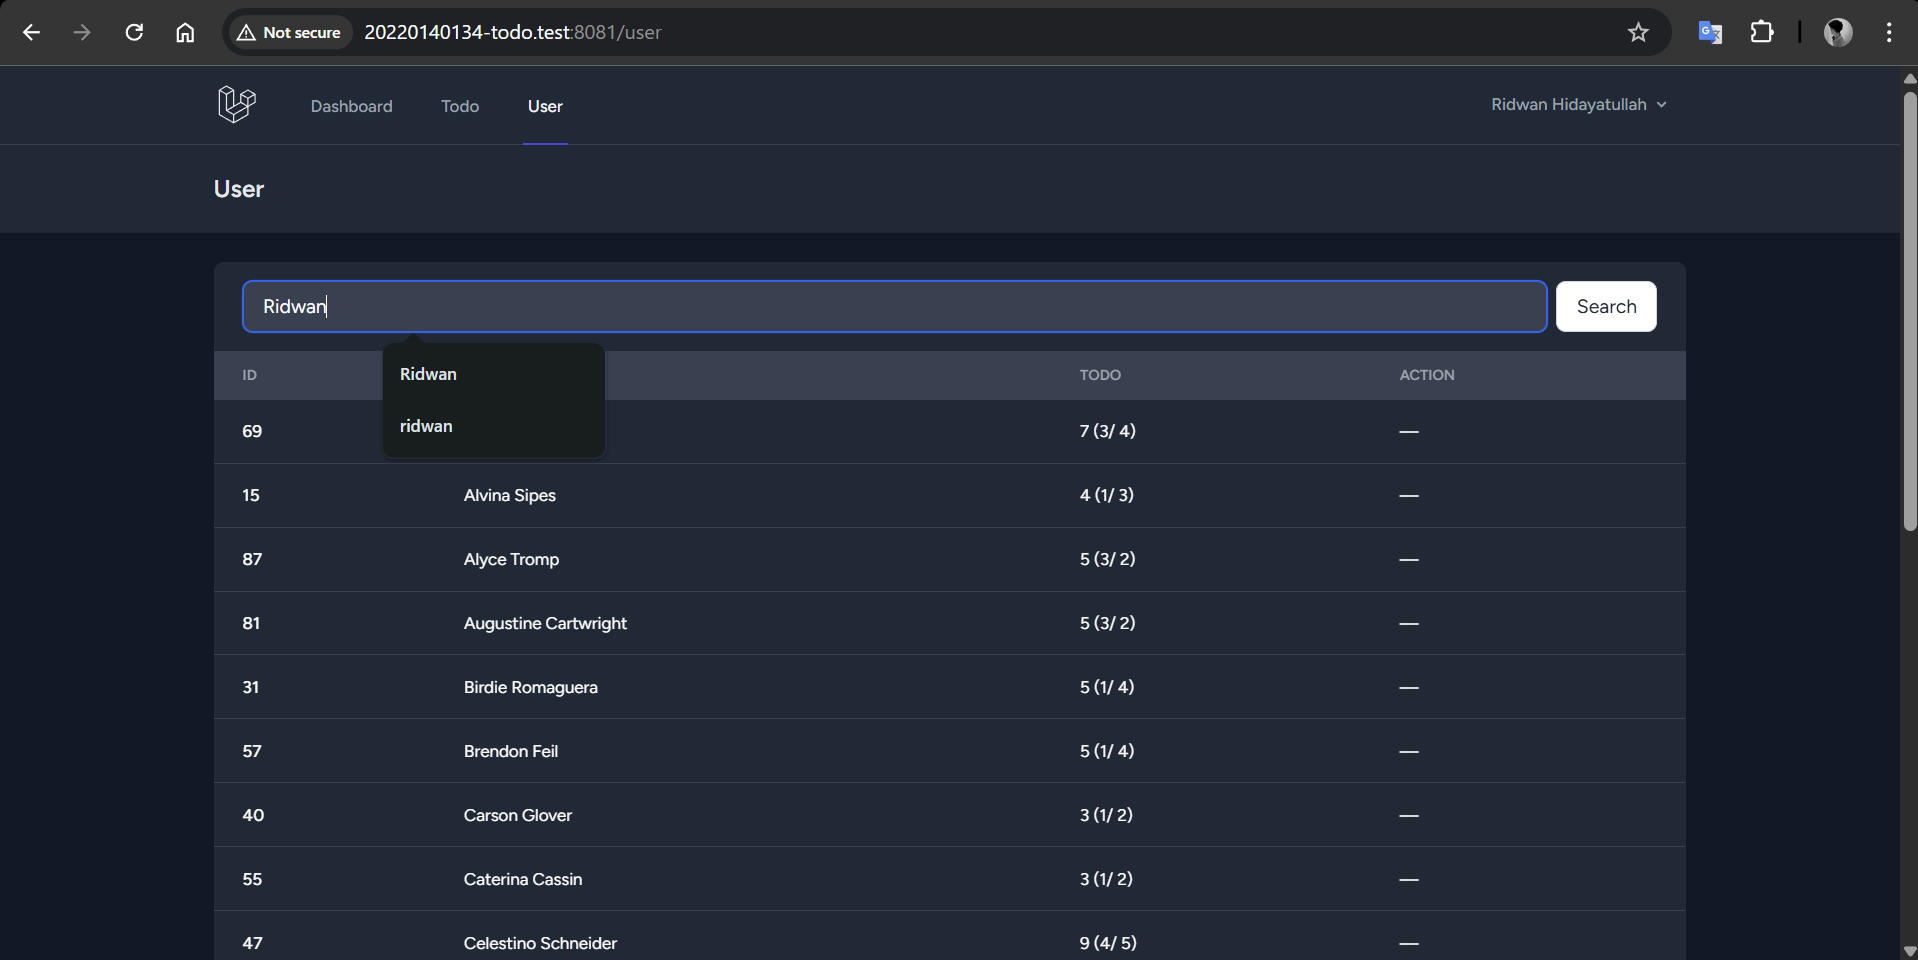 Not secure 20220140134-todo.test:8081/user
Dashboard Todo User Ridwan Hidayatullah
User
Ridwan Search
Ridwan
ridwan
ID TODO ACTION
69 7 (3/ 4) —
15 Alvina Sipes 4 (1/ 3) —
87 Alyce Tromp 5 (3/ 2) —
81 Augustine Cartwright 5 (3/ 2) —
31 Birdie Romaguera 5 (1/ 4) —
57 Brendon Feil 5 (1/ 4) —
40 Carson Glover 3 (1/ 2) —
55 Caterina Cassin 3 (1/ 2) —
47 Celestino Schneider 9 (4/ 5) —